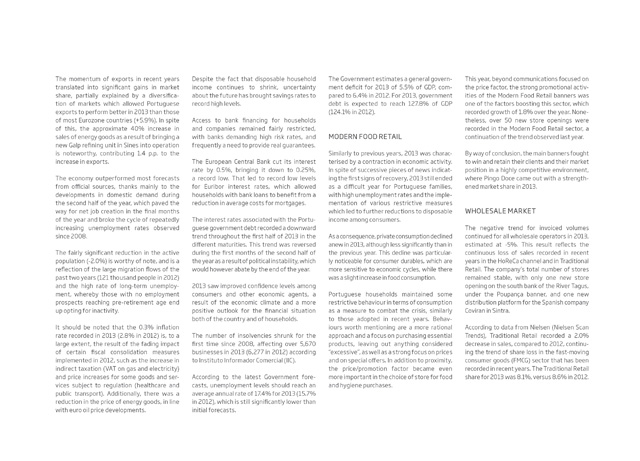 The momentum of exports in recent years
translated into significant gains in market
share, partially explained by a diversifica-
tion of markets which allowed Portuguese
exports to perform better in 2013 than those
of most Eurozone countries (+5.9%). In spite
of this, the approximate 40% increase in
sales of energy goods as a result of bringing a
new Galp refining unit in Sines into operation
is noteworthy, contributing 1.4 p.p. to the
increase in exports.
The economy outperformed most forecasts
from official sources, thanks mainly to the
developments in domestic demand during
the second half of the year, which paved the
way for net job creation in the final months
of the year and broke the cycle of repeatedly
increasing unemployment rates observed
since 2008.
The fairly significant reduction in the active
population (-2.0%) is worthy of note, and is a
reflection of the large migration flows of the
past two years (121 thousand people in 2012)
and the high rate of long-term unemploy-
ment, whereby those with no employment
prospects reaching pre-retirement age end
up opting for inactivity.
It should be noted that the 0.3% inflation
rate recorded in 2013 (2.8% in 2012) is, to a
large extent, the result of the fading impact
of certain fiscal consolidation measures
implemented in 2012, such as the increase in
indirect taxation (VAT on gas and electricity)
and price increases for some goods and ser-
vices subject to regulation (healthcare and
public transport). Additionally, there was a
reduction in the price of energy goods, in line
with euro oil price developments.
Despite the fact that disposable household
income continues to shrink, uncertainty
about the future has brought savings rates to
record high levels.
Access to bank financing for households
and companies remained fairly restricted,
with banks demanding high risk rates, and
frequently a need to provide real guarantees.
The European Central Bank cut its interest
rate by 0.5%, bringing it down to 0.25%,
a record low. That led to record low levels
for Euribor interest rates, which allowed
households with bank loans to benefit from a
reduction in average costs for mortgages.
The interest rates associated with the Portu-
guese government debt recorded a downward
trend throughout the first half of 2013 in the
different maturities. This trend was reversed
during the first months of the second half of
the year as a result of political instability, which
would however abate by the end of the year.
2013 saw improved confidence levels among
consumers and other economic agents, a
result of the economic climate and a more
positive outlook for the financial situation
both of the country and of households.
The number of insolvencies shrunk for the
first time since 2008, affecting over 5,670
businesses in 2013 (6,277 in 2012) according
to Instituto Informador Comercial (IIC).
According to the latest Government fore-
casts, unemployment levels should reach an
average annual rate of 17.4% for 2013 (15.7%
in 2012), which is still significantly lower than
initial forecasts.
The Government estimates a general govern-
ment deficit for 2013 of 5.5% of GDP, com-
pared to 6.4% in 2012. For 2013, government
debt is expected to reach 127.8% of GDP
(124.1% in 2012).
MODERN FOOD RETAIL
Similarly to previous years, 2013 was charac-
terised by a contraction in economic activity.
In spite of successive pieces of news indicat-
ing the first signs of recovery, 2013 still ended
as a difficult year for Portuguese families,
with high unemployment rates and the imple-
mentation of various restrictive measures
which led to further reductions to disposable
income among consumers.
As a consequence, private consumption declined
anew in 2013, although less significantly than in
the previous year. This decline was particular-
ly noticeable for consumer durables, which are
more sensitive to economic cycles, while there
was a slight increase in food consumption.
Portuguese households maintained some
restrictive behaviour in terms of consumption
as a measure to combat the crisis, similarly
to those adopted in recent years. Behav-
iours worth mentioning are a more rational
approach and a focus on purchasing essential
products, leaving out anything considered
"excessive", as well as a strong focus on prices
and on special offers. In addition to proximity,
the price/promotion factor became even
more important in the choice of store for food
and hygiene purchases.
This year, beyond communications focused on
the price factor, the strong promotional activ-
ities of the Modern Food Retail banners was
one of the factors boosting this sector, which
recorded growth of 1.8% over the year. None-
theless, over 50 new store openings were
recorded in the Modern Food Retail sector, a
continuation of the trend observed last year.
By way of conclusion, the main banners fought
to win and retain their clients and their market
position in a highly competitive environment,
where Pingo Doce came out with a strength-
ened market share in 2013.
WHOLESALE MARKET
The negative trend for invoiced volumes
continued for all wholesale operators in 2013,
estimated at -5%. This result reflects the
continuous loss of sales recorded in recent
years in the HoReCa channel and in Traditional
Retail. The company's total number of stores
remained stable, with only one new store
opening on the south bank of the River Tagus,
under the Poupança banner, and one new
distribution platform for the Spanish company
Coviran in Sintra.
According to data from Nielsen (Nielsen Scan
Trends), Traditional Retail recorded a 2.0%
decrease in sales, compared to 2012, continu-
ing the trend of share loss in the fast-moving
consumer goods (FMCG) sector that has been
recorded in recent years. The Traditional Retail
share for 2013 was 8.1%, versus 8.6% in 2012.